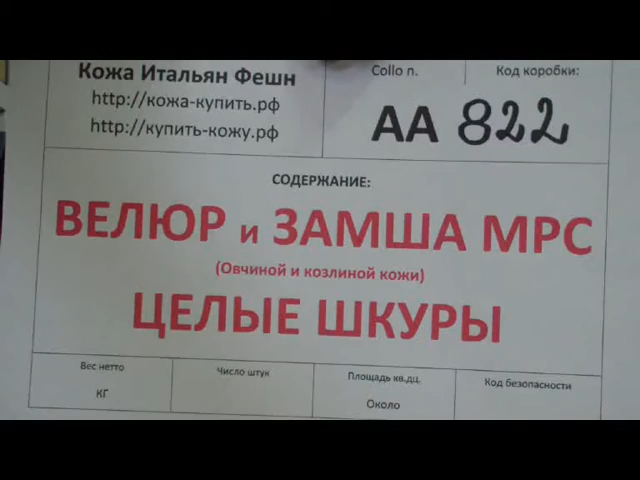 Кожа Итальян Фешн
http://кожа-купить.рф
http://купить-кожу.рф
Collo n.
Код коробки:
АА 822
СОДЕРЖАНИЕ:
ВЕЛЮР и ЗАМША МРС
(Овчиной и козлиной кожи)
ЦЕЛЫЕ ШКУРЫ
Вес нетто
Число штук
Площадь кв.дц.
Код безопасности
КГ
Около